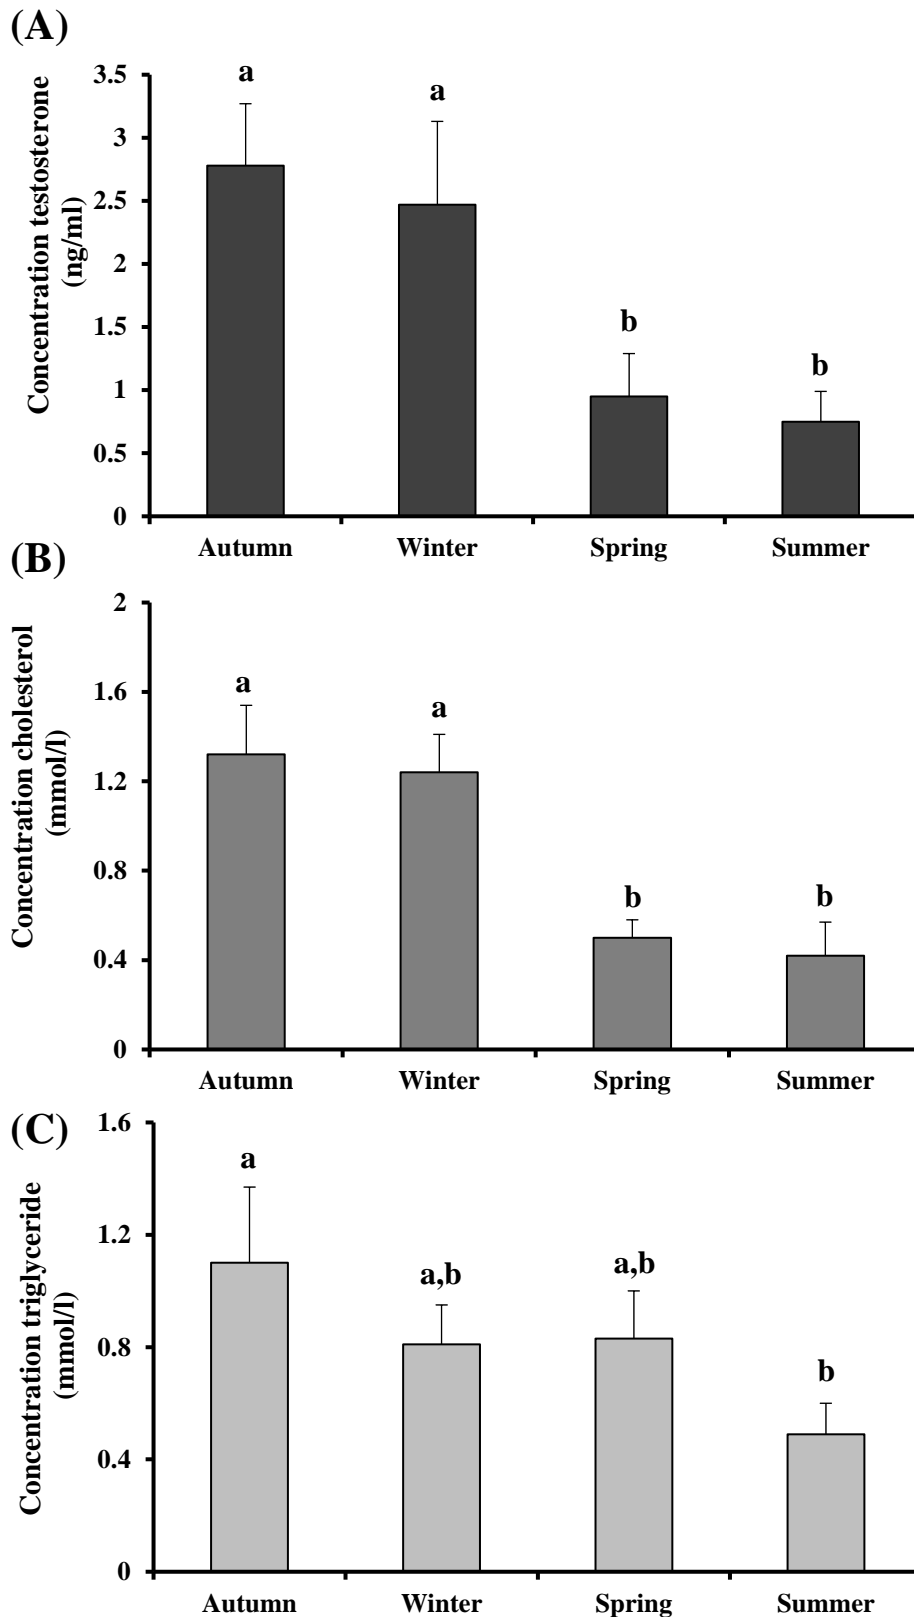 (A)
Concentration testosterone
(ng/ml)
3.5
3
2.5
2
1.5
1
0.5
0
a
a
b
b
Autumn
Winter
Spring
Summer
(B)
Concentration cholesterol
(mmol/l)
2
1.6
1.2
0.8
0.4
0
a
a
b
b
Autumn
Winter
Spring
Summer
(C)
Concentration triglyceride
(mmol/l)
1.6
1.2
0.8
0.4
0
a
a,b
a,b
b
Autumn
Winter
Spring
Summer